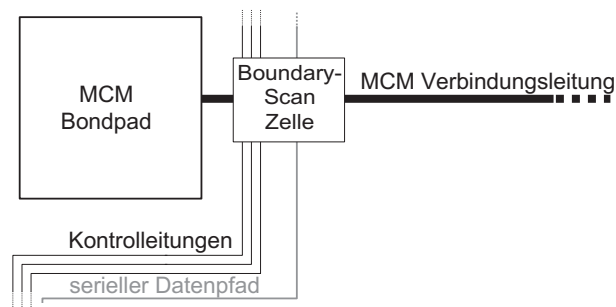 MCM
Bondpad
Boundary-
Scan
Zelle
MCM Verbindungsleitung
Kontrolleitungen
serieller Datenpfad